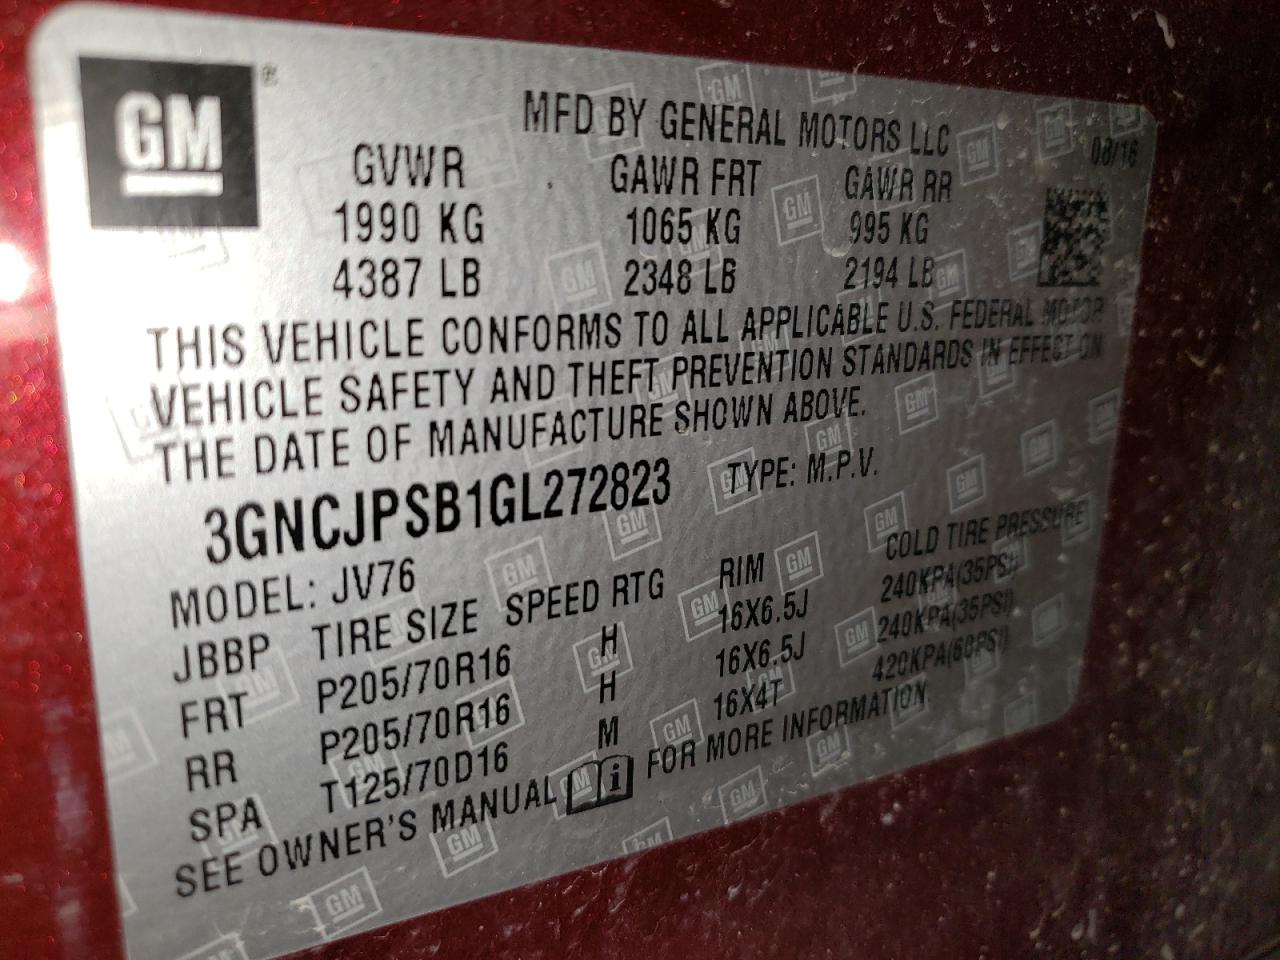 GM ®
MFD BY GENERAL MOTORS LLC
08/16
GVWR GAWR FRT GAWR RR
1990 KG 1065 KG 995 KG
4387 LB 2348 LB 2194 LB
THIS VEHICLE CONFORMS TO ALL APPLICABLE U.S. FEDERAL MOTOR
VEHICLE SAFETY AND THEFT PREVENTION STANDARDS IN EFFECT ON
THE DATE OF MANUFACTURE SHOWN ABOVE.
3GNCJPSB1GL272823 TYPE: M.P.V.
MODEL: JV76
JBBP TIRE SIZE SPEED RTG RIM COLD TIRE PRESSURE
FRT P205/70R16 H 16X6.5J 240KPA(35PSI)
RR P205/70R16 H 16X6.5J 240KPA(35PSI)
SPA T125/70D16 M 16X4T 420KPA(60PSI)
SEE OWNER'S MANUAL i FOR MORE INFORMATION